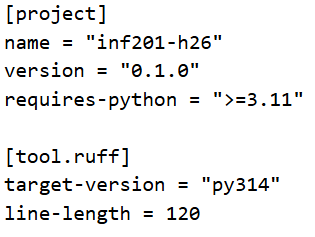 [project]
name = "inf201-h26"
version = "0.1.0"
requires-python = ">=3.11"

[tool.ruff]
target-version = "py314"
line-length = 120